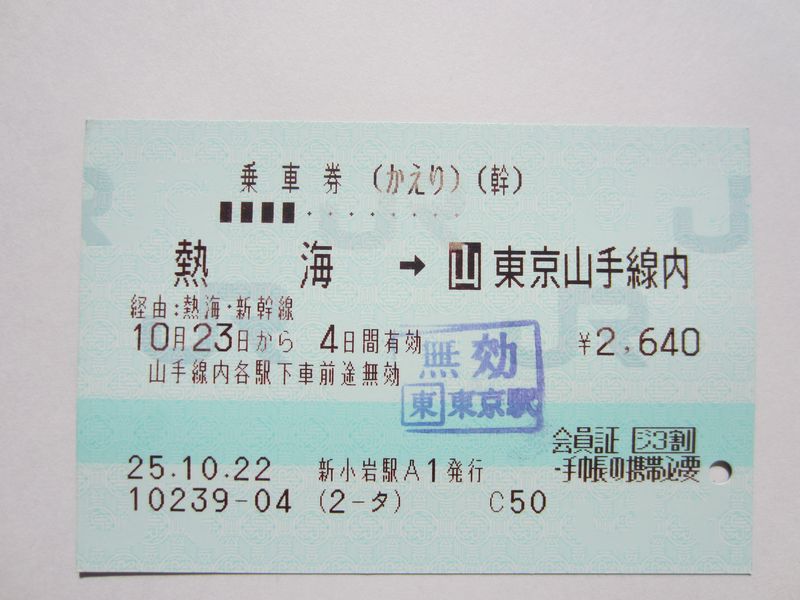 乗車券 (かえり) (幹)
熱海 → 山 東京山手線内
経由:熱海・新幹線
10月23日から 4日間有効 ¥2,640
山手線内各駅下車前途無効
無効
東 東京駅
会員証 ジ3割
・手帳の携帯必要
25.10.22 新小岩駅A1発行
10239-04 (2-タ) C50